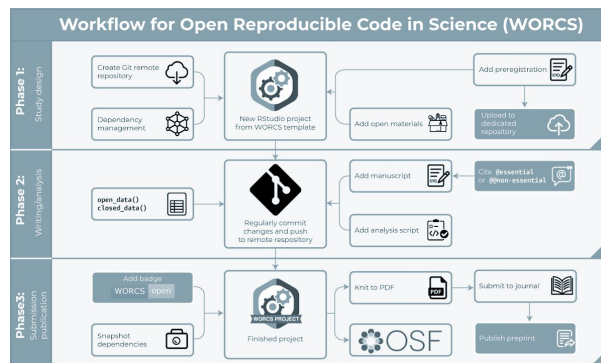 Workflow for Open Reproducible Code in Science (WORCS)
Phase 1:
Study design
Create Git remote
repository
Dependency
management
New RStudio project
from WORCS template
Add preregistration
Add open materials
Upload to
dedicated
repository
Phase 2:
Writing/analysis
open_data()
closed_data()
Regularly commit
changes and push
to remote respository
Add manuscript
Cite @essential
or @@non-essential
Add analysis script
Phase3:
Submission
publication
Add badge
WORCS open
Snapshot
dependencies
WORCS PROJECT
Finished project
Knit to PDF
PDF
Submit to journal
OSF
Publish preprint